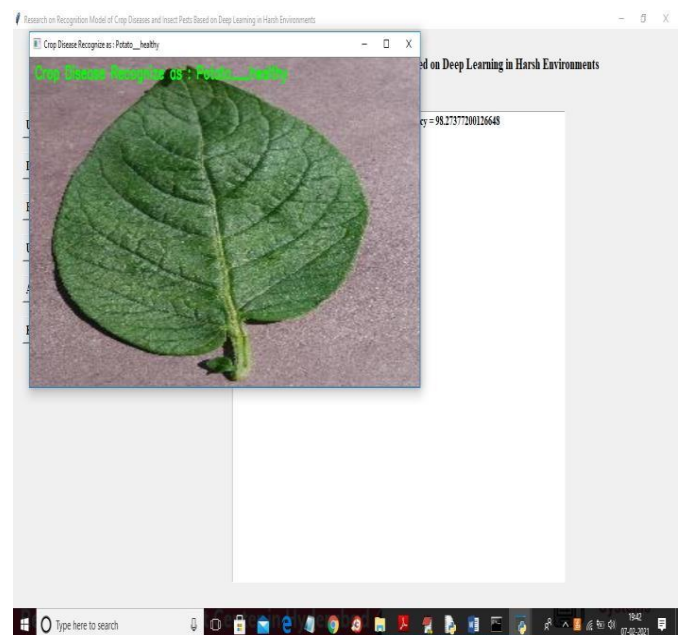 Research on Recognition Model of Crop Diseases and Insect Pests Based on Deep Learning in Harsh Environments
Crop Disease Recognize as : Potato__healthy
ed on Deep Learning in Harsh Environments
Crop Disease Recognize as : Potato__healthy
cy = 98.27377200126648
Type here to search
19:42
07-02-2021